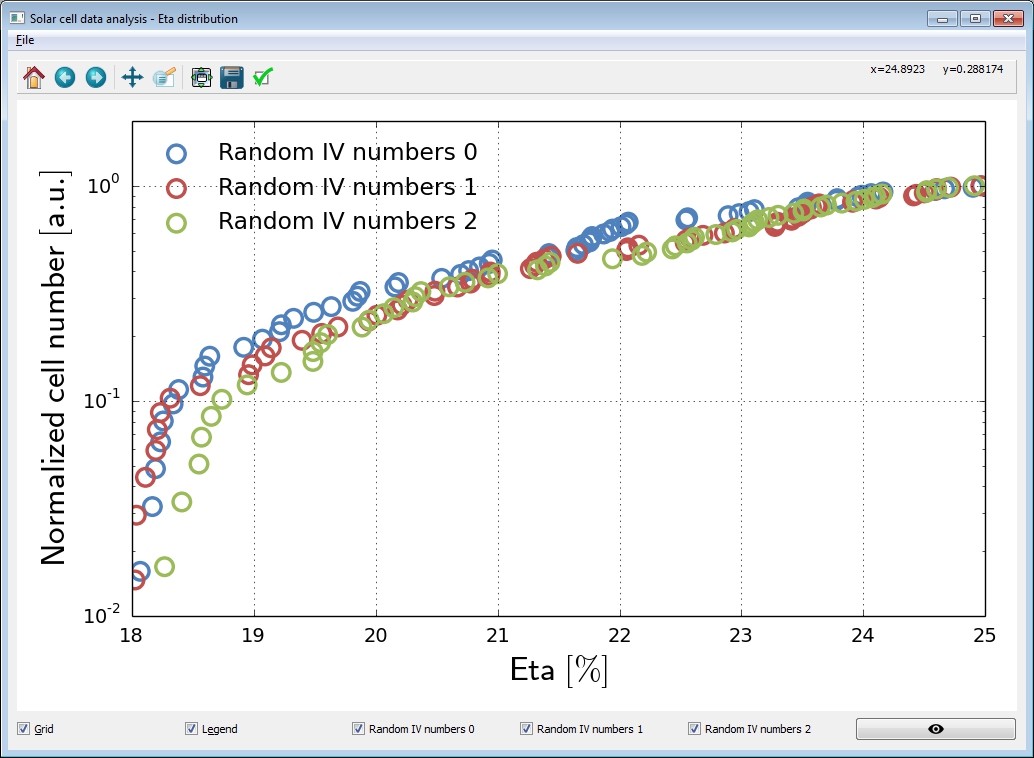 Solar cell data analysis - Eta distribution
File
x=24.8923 y=0.288174
Random IV numbers 0
Random IV numbers 1
Random IV numbers 2
Normalized cell number [a.u.]
10^0
10^-1
10^-2
18 19 20 21 22 23 24 25
Eta [%]
Grid Legend Random IV numbers 0 Random IV numbers 1 Random IV numbers 2